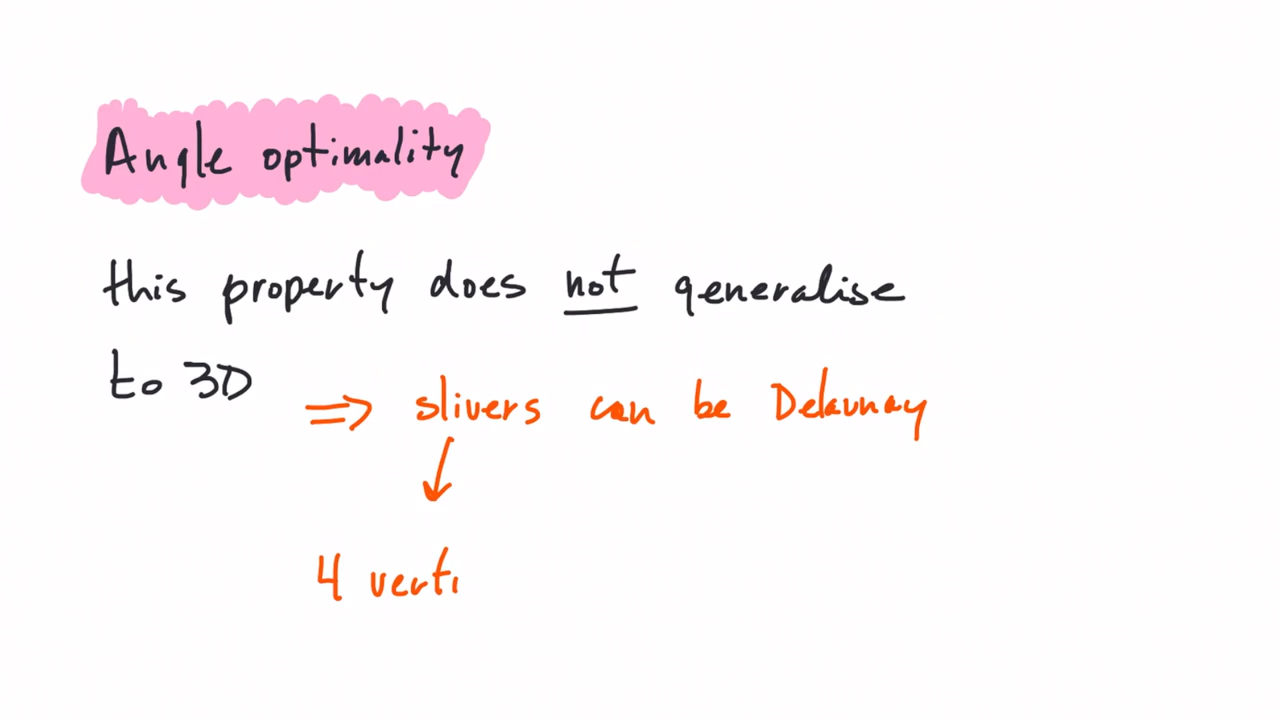 Angle optimality
this property does not generalise
to 3D
⇒ slivers can be Delaunay
↓
4 verti